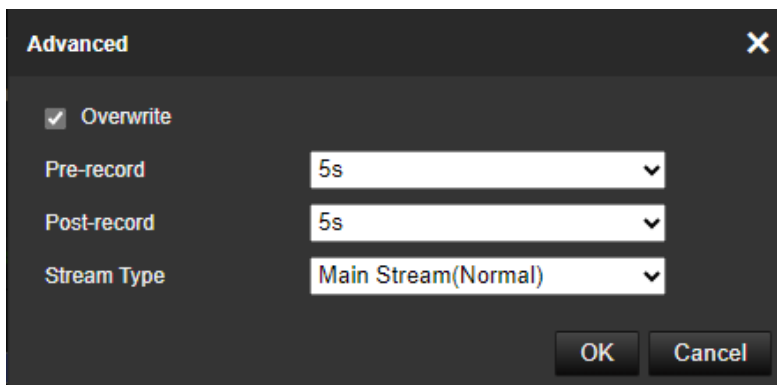 Advanced
Overwrite
Pre-record 5s
Post-record 5s
Stream Type Main Stream(Normal)
OK Cancel